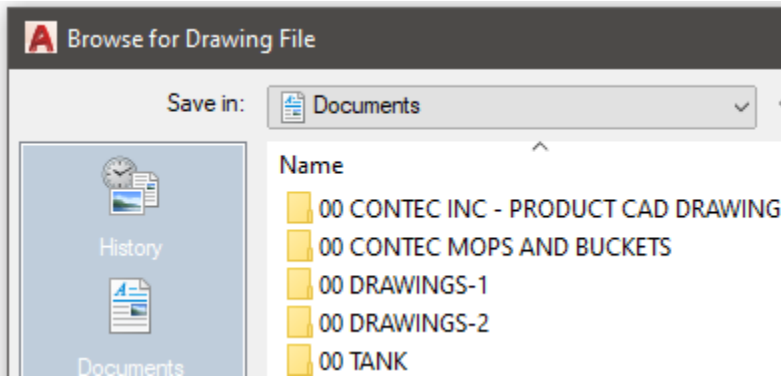 Browse for Drawing File
Save in:
Documents
Name
00 CONTEC INC - PRODUCT CAD DRAWING
00 CONTEC MOPS AND BUCKETS
00 DRAWINGS-1
00 DRAWINGS-2
00 TANK
History
Documents